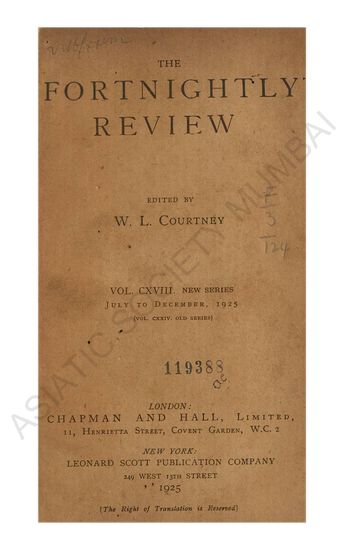 THE
FORTNIGHTLY
REVIEW
EDITED BY
W. L. COURTNEY
VOL. CXVIII. NEW SERIES
JULY TO DECEMBER, 1925
(VOL. CXXIV. OLD SERIES)
119388
LONDON:
CHAPMAN AND HALL, LIMITED,
11, HENRIETTA STREET, COVENT GARDEN, W.C. 2
NEW YORK:
LEONARD SCOTT PUBLICATION COMPANY
249 WEST 13TH STREET
1925
[The Right of Translation is Reserved]
ASIATIC SOCIETY MUMBAI